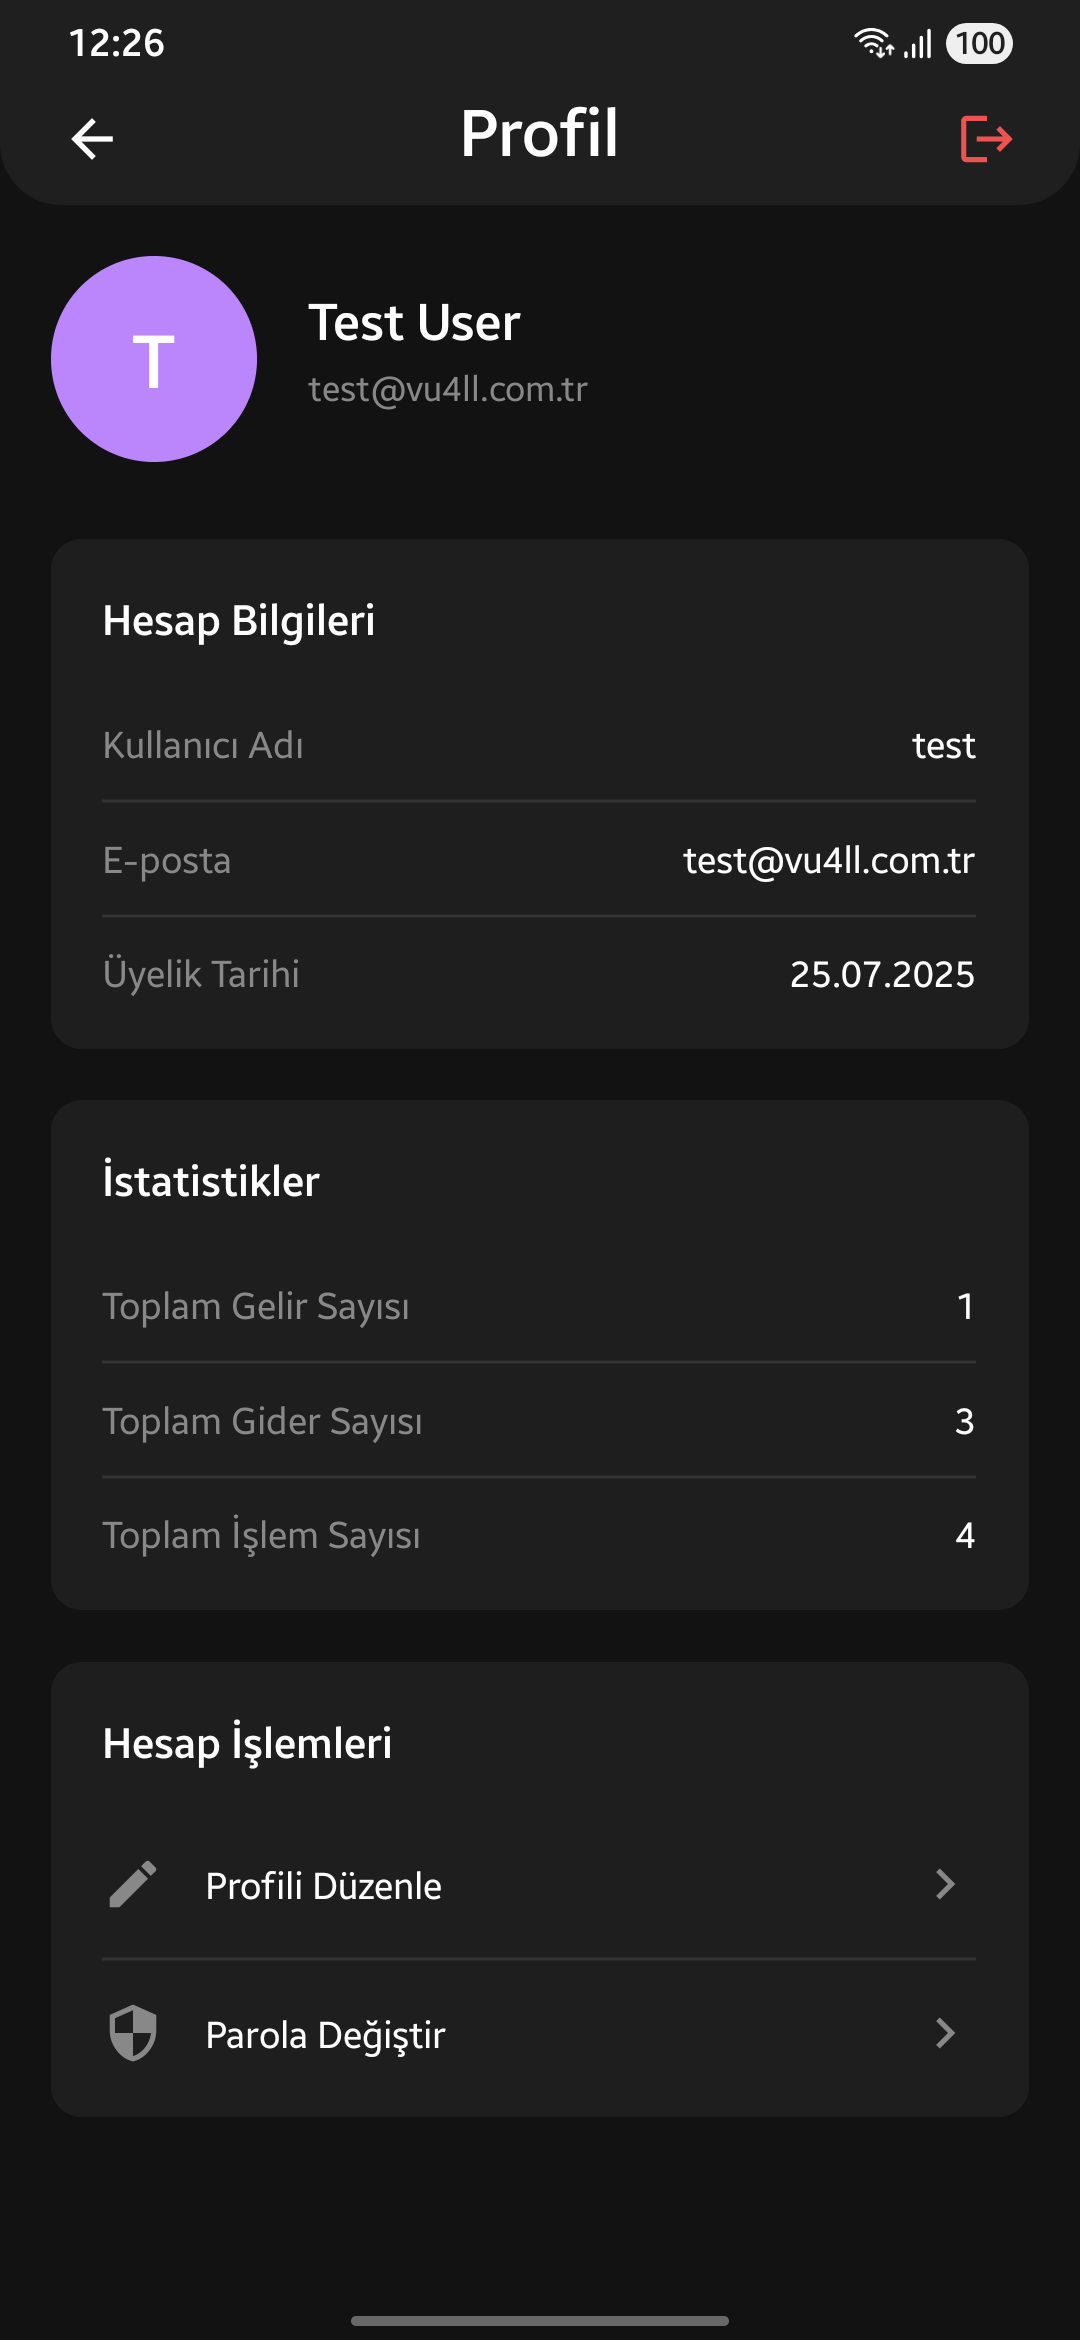 12:26
100
Profil
T
Test User
test@vu4ll.com.tr
Hesap Bilgileri
Kullanıcı Adı test
E-posta test@vu4ll.com.tr
Üyelik Tarihi 25.07.2025
İstatistikler
Toplam Gelir Sayısı 1
Toplam Gider Sayısı 3
Toplam İşlem Sayısı 4
Hesap İşlemleri
Profili Düzenle
Parola Değiştir